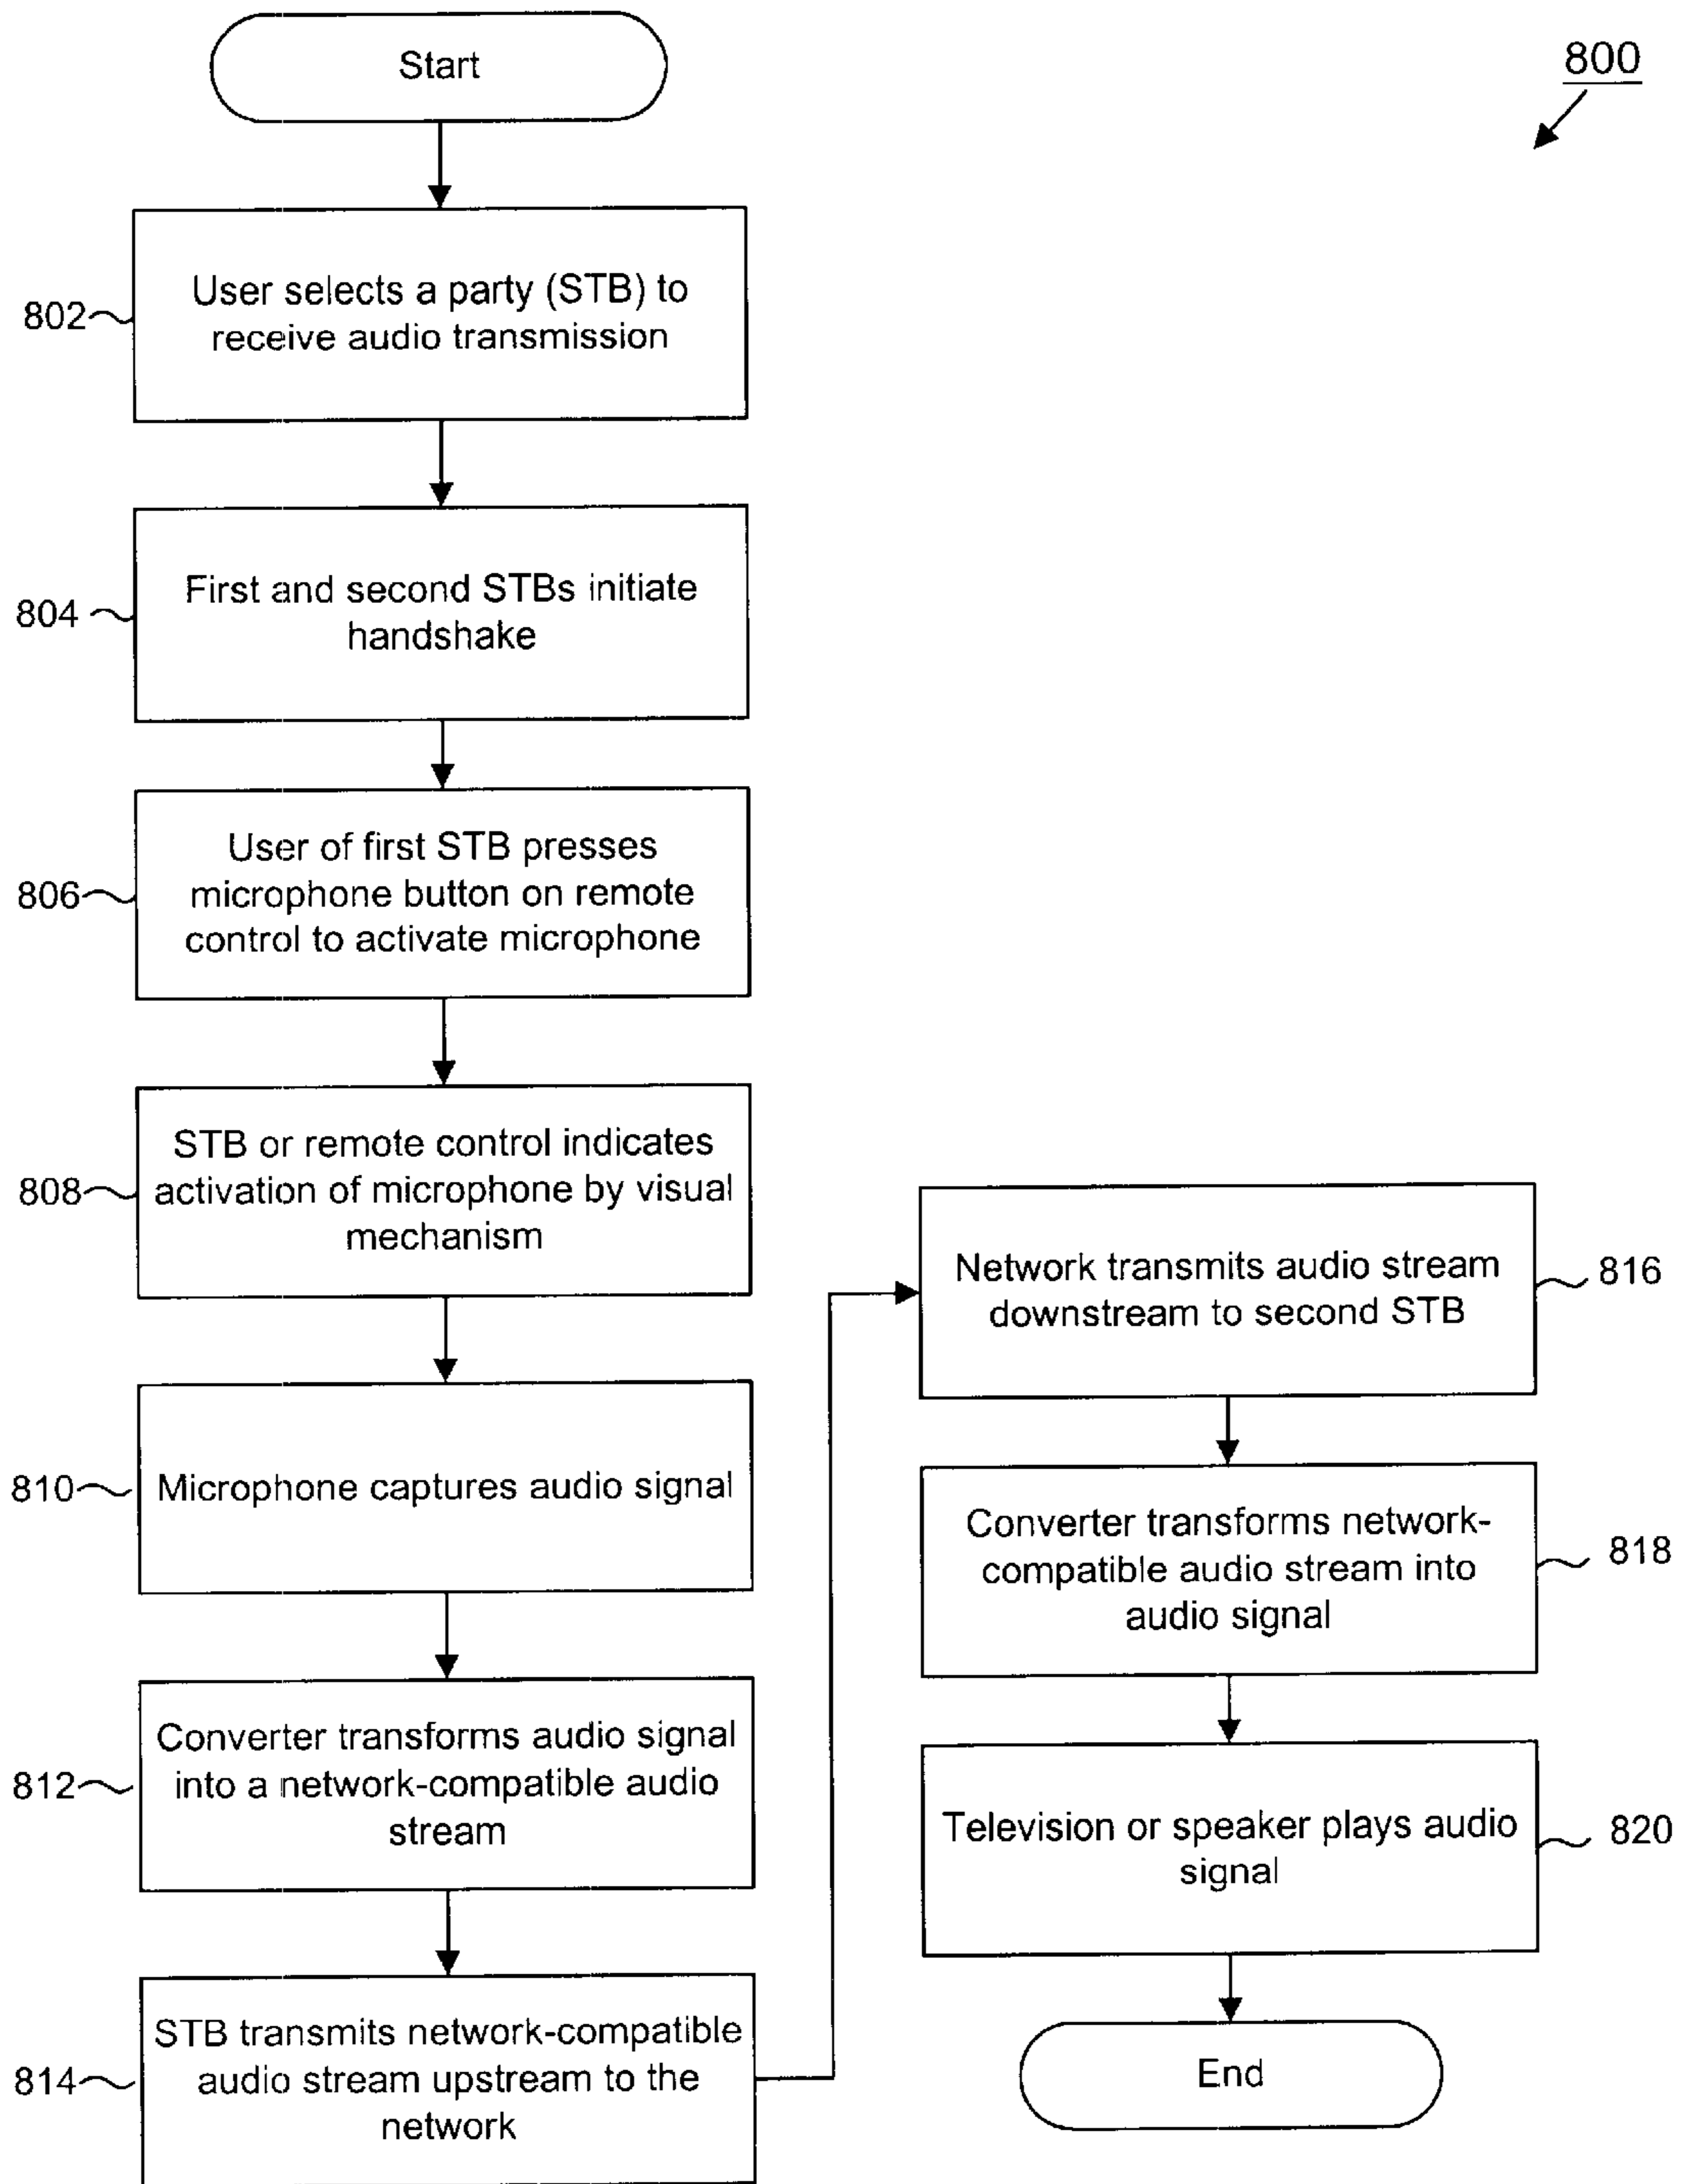 Start
800
802
User selects a party (STB) to
receive audio transmission
804
First and second STBs initiate
handshake
806
User of first STB presses
microphone button on remote
control to activate microphone
808
STB or remote control indicates
activation of microphone by visual
mechanism
810
Microphone captures audio signal
812
Converter transforms audio signal
into a network-compatible audio
stream
814
STB transmits network-compatible
audio stream upstream to the
network
Network transmits audio stream
downstream to second STB
816
Converter transforms network-
compatible audio stream into
audio signal
818
Television or speaker plays audio
signal
820
End